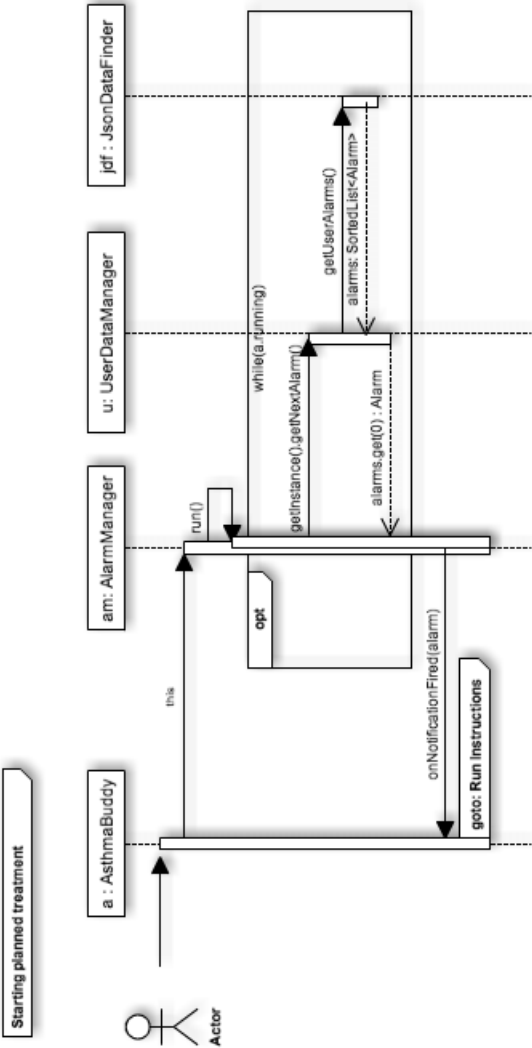 Starting planned treatment
Actor
a : AsthmaBuddy
am: AlarmManager
u: UserDataManager
jdf : JsonDataFinder
this
run()
opt
while(a.running)
getInstance().getNextAlarm()
getUserAlarms()
alarms: SortedList<Alarm>
alarms.get(0) : Alarm
onNotificationFired(alarm)
goto: Run Instructions